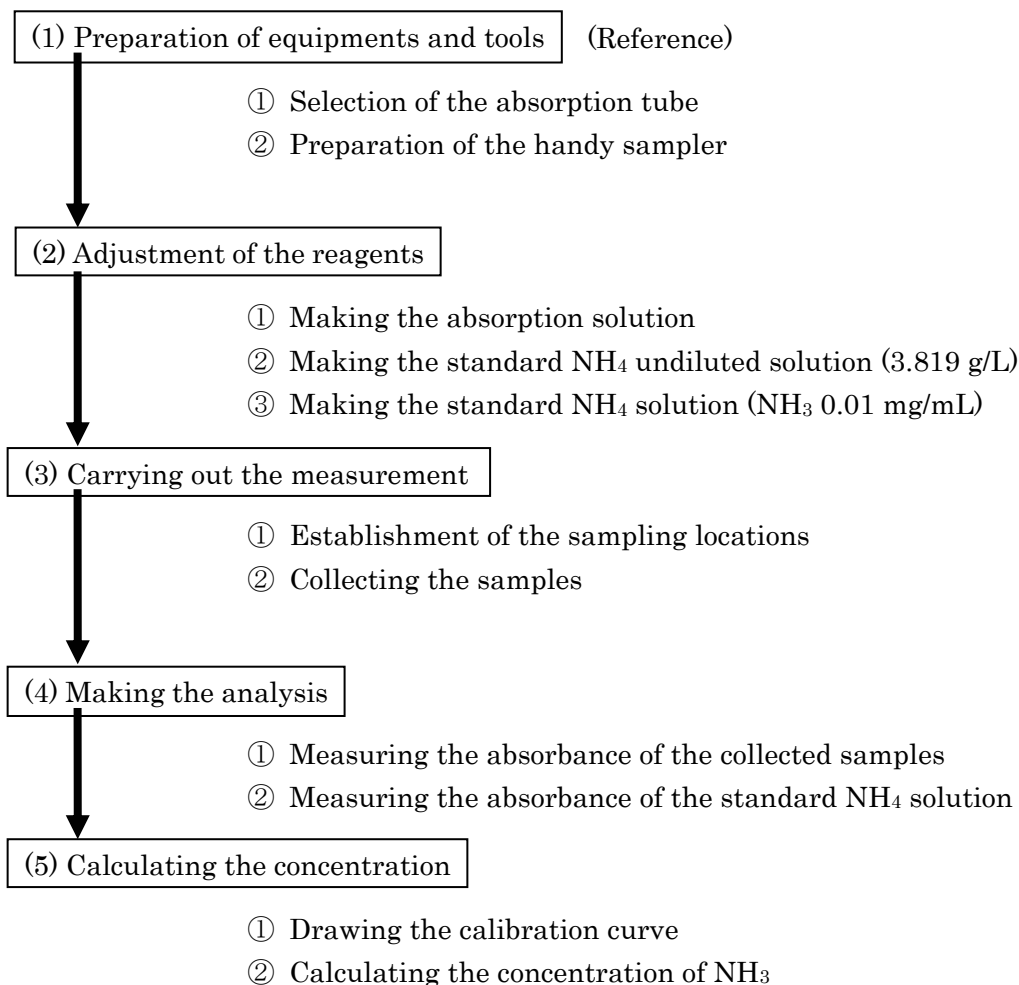 (1) Preparation of equipments and tools (Reference)
① Selection of the absorption tube
② Preparation of the handy sampler
(2) Adjustment of the reagents
① Making the absorption solution
② Making the standard NH₄ undiluted solution (3.819 g/L)
③ Making the standard NH₄ solution (NH₃ 0.01 mg/mL)
(3) Carrying out the measurement
① Establishment of the sampling locations
② Collecting the samples
(4) Making the analysis
① Measuring the absorbance of the collected samples
② Measuring the absorbance of the standard NH₄ solution
(5) Calculating the concentration
① Drawing the calibration curve
② Calculating the concentration of NH₃